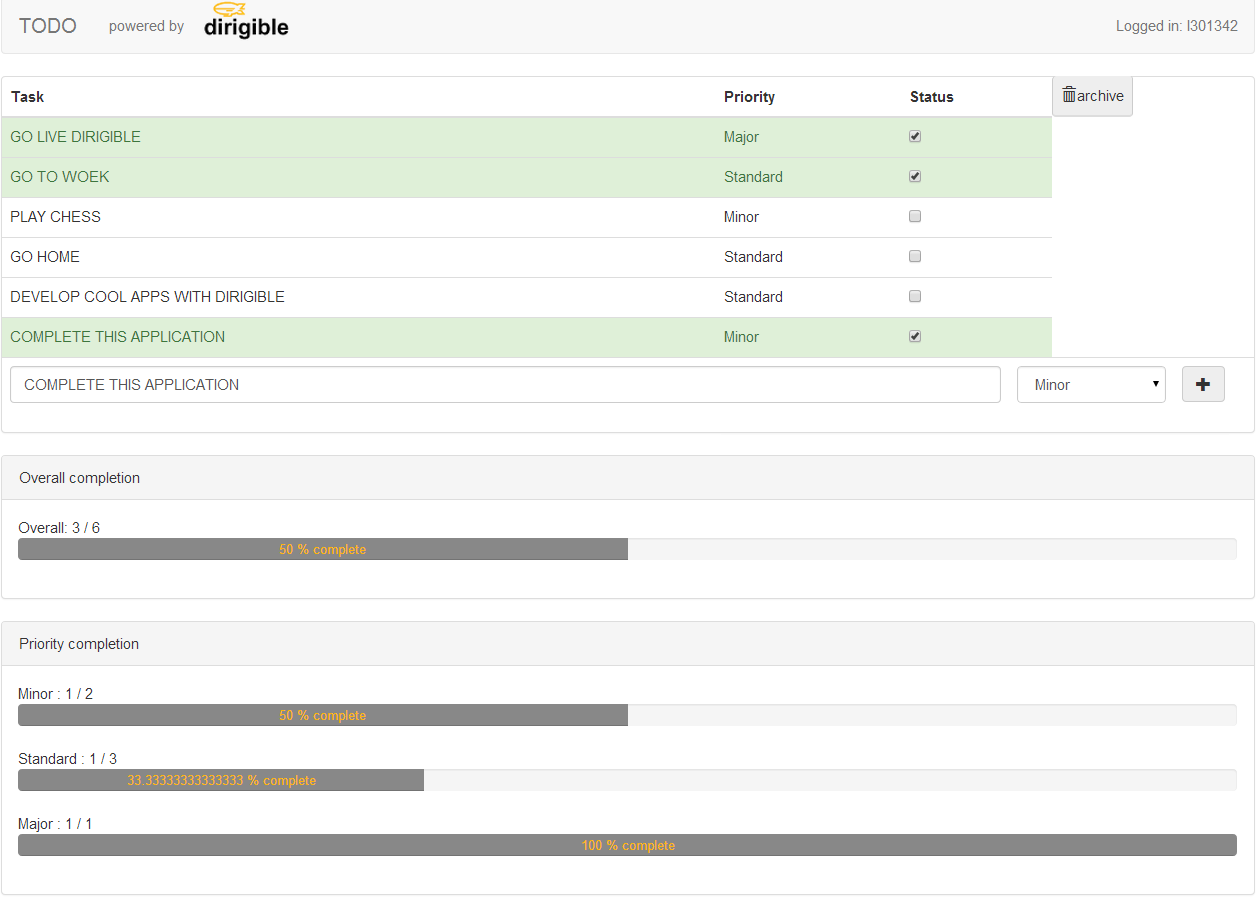 TODO powered by dirigible Logged in: I301342
Task Priority Status archive
GO LIVE DIRIGIBLE Major
GO TO WOEK Standard
PLAY CHESS Minor
GO HOME Standard
DEVELOP COOL APPS WITH DIRIGIBLE Standard
COMPLETE THIS APPLICATION Minor
COMPLETE THIS APPLICATION Minor
Overall completion
Overall: 3 / 6
50 % complete
Priority completion
Minor : 1 / 2
50 % complete
Standard : 1 / 3
33.33333333333333 % complete
Major : 1 / 1
100 % complete